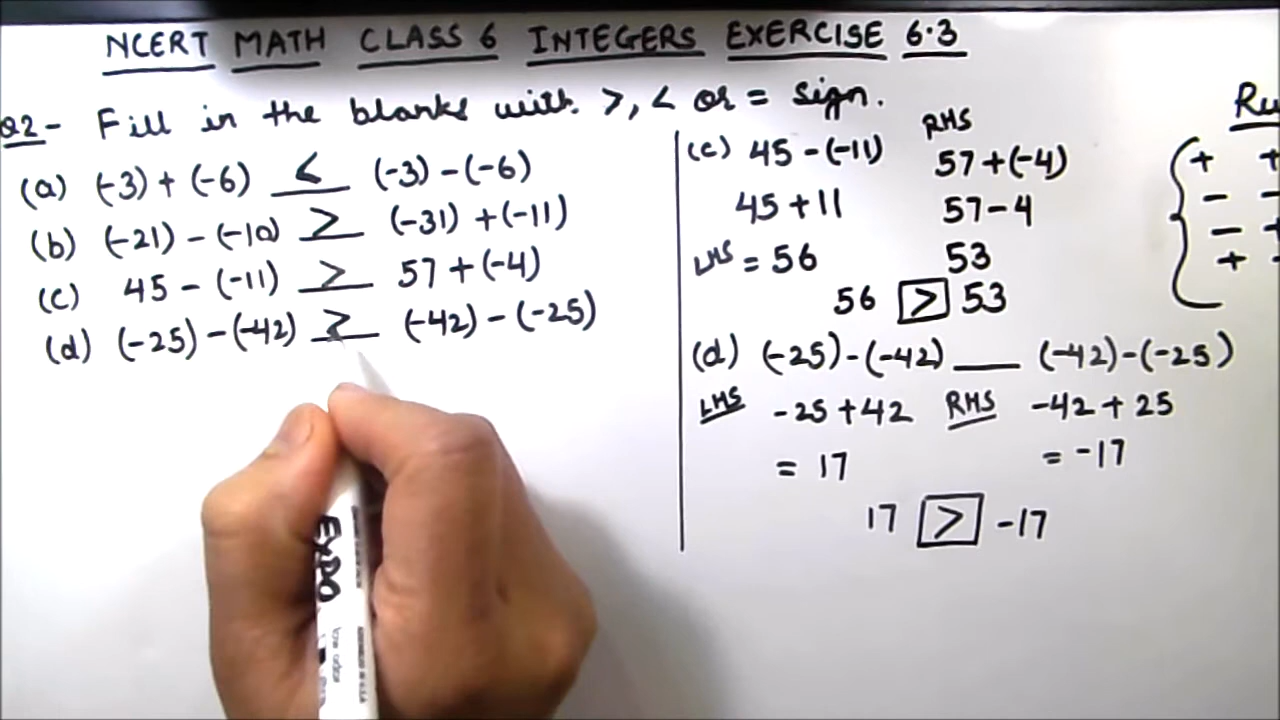 NCERT MATH CLASS 6 INTEGERS EXERCISE 6.3
Q2- Fill in the blanks with >, < or = sign.
(a) (-3) + (-6) < (-3) - (-6)
(b) (-21) - (-10) > (-31) + (-11)
(c) 45 - (-11) > 57 + (-4)
(d) (-25) - (-42) > (-42) - (-25)
RHS
(c) 45 - (-11) 57 + (-4)
45 + 11 57 - 4
LHS = 56 53
56 > 53
(d) (-25) - (-42) ___ (-42) - (-25)
LHS -25 + 42 RHS -42 + 25
= 17 = -17
17 > -17
+ +
- -
- +
+ -
EXPO
low odor